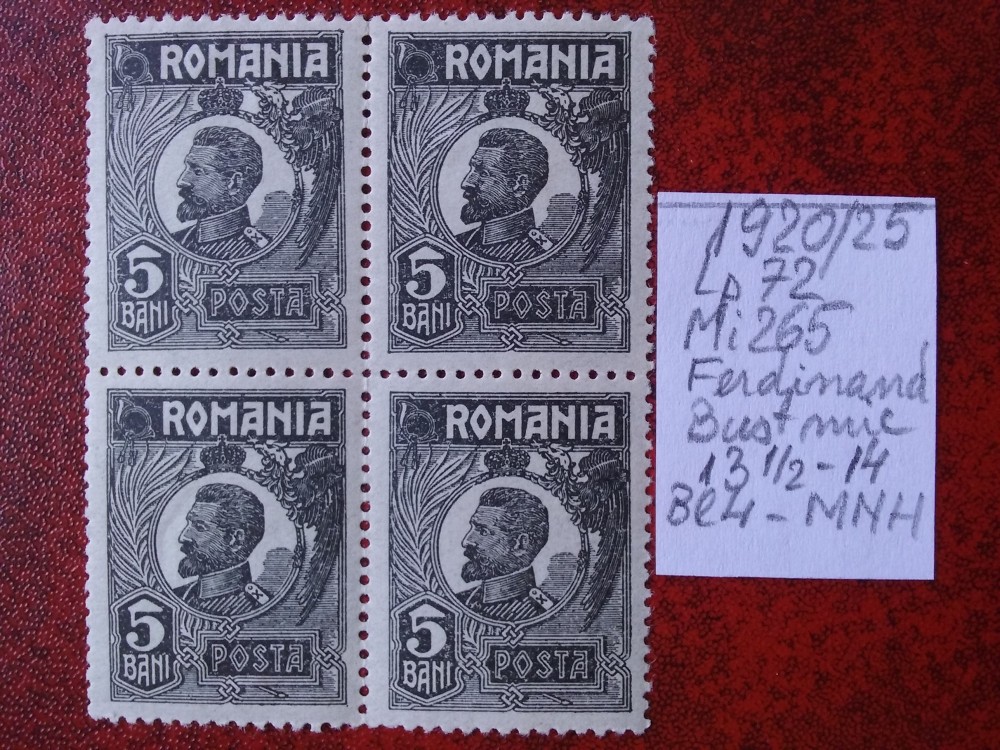 ROMANIA
5
BANI
POSTA
ROMANIA
5
BANI
POSTA
ROMANIA
5
BANI
POSTA
ROMANIA
5
BANI
POSTA
1920/25
Lp 72
Mi 265
Ferdinand
Bust mic
13 1/2 - 14
Bl4 - MNH